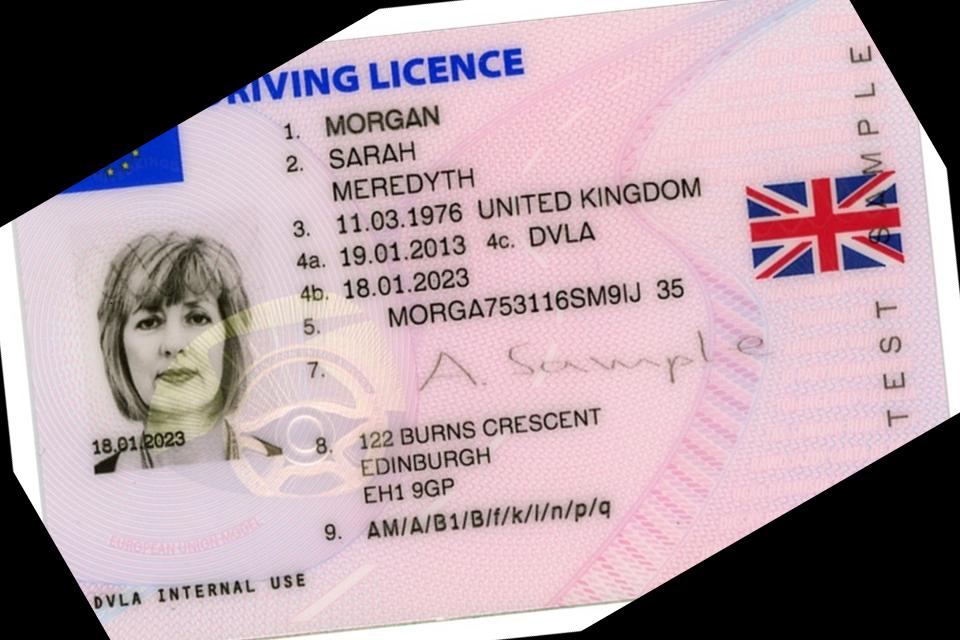 DRIVING LICENCE
1. MORGAN
2. SARAH
MEREDYTH
3. 11.03.1976 UNITED KINGDOM
4a. 19.01.2013 4c. DVLA
4b. 18.01.2023
5. MORGA753116SM9IJ 35
7. A. Sample
18.01.2023
8. 122 BURNS CRESCENT
EDINBURGH
EH1 9GP
9. AM/A/B1/B/f/k/l/n/p/q
EUROPEAN UNION MODEL
DVLA INTERNAL USE
TEST SAMPLE